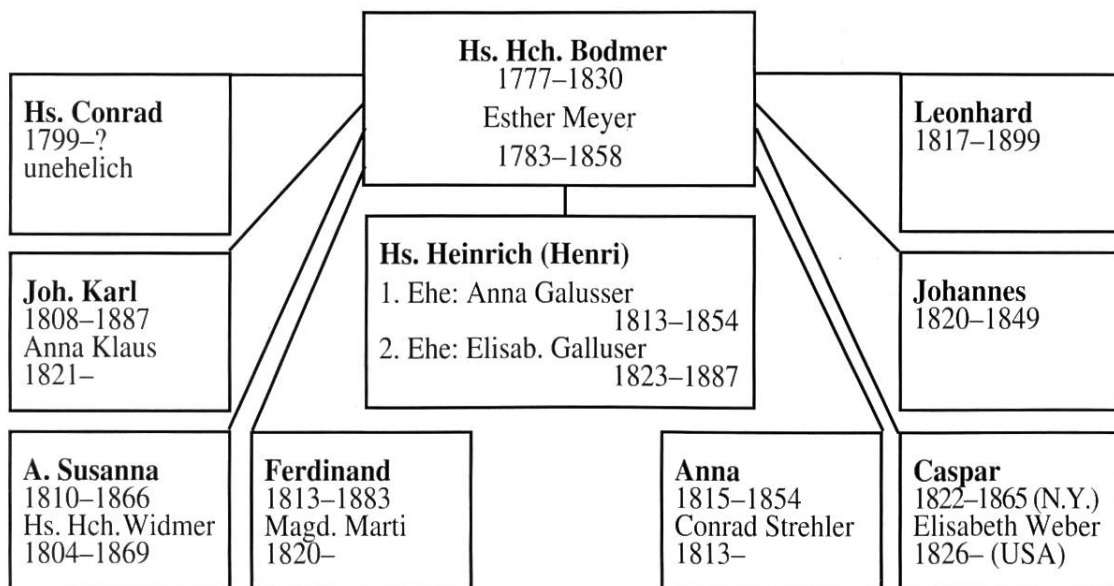 Hs. Hch. Bodmer
1777–1830
Esther Meyer
1783–1858
Hs. Conrad
1799–?
unehelich
Leonhard
1817–1899
Hs. Heinrich (Henri)
1. Ehe: Anna Galusser
1813–1854
2. Ehe: Elisab. Galluser
1823–1887
Joh. Karl
1808–1887
Anna Klaus
1821–
Johannes
1820–1849
A. Susanna
1810–1866
Hs. Hch. Widmer
1804–1869
Ferdinand
1813–1883
Magd. Marti
1820–
Anna
1815–1854
Conrad Strehler
1813–
Caspar
1822–1865 (N.Y.)
Elisabeth Weber
1826– (USA)